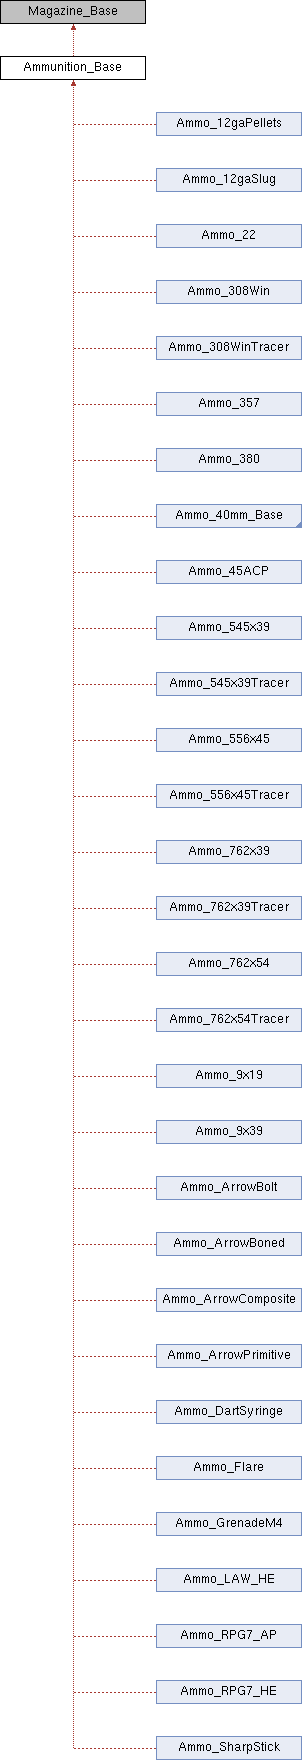 Magazine_Base
Ammunition_Base
Ammo_12gaPellets
Ammo_12gaSlug
Ammo_22
Ammo_308Win
Ammo_308WinTracer
Ammo_357
Ammo_380
Ammo_40mm_Base
Ammo_45ACP
Ammo_545x39
Ammo_545x39Tracer
Ammo_556x45
Ammo_556x45Tracer
Ammo_762x39
Ammo_762x39Tracer
Ammo_762x54
Ammo_762x54Tracer
Ammo_9x19
Ammo_9x39
Ammo_ArrowBolt
Ammo_ArrowBoned
Ammo_ArrowComposite
Ammo_ArrowPrimitive
Ammo_DartSyringe
Ammo_Flare
Ammo_GrenadeM4
Ammo_LAW_HE
Ammo_RPG7_AP
Ammo_RPG7_HE
Ammo_SharpStick